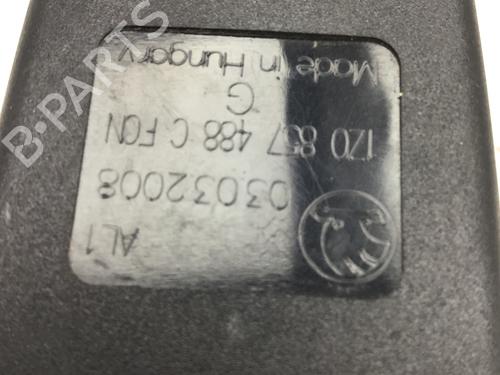 AL1
03032008
1Z0 857 488 C FON
G
Made in Hungary
B-PARTS